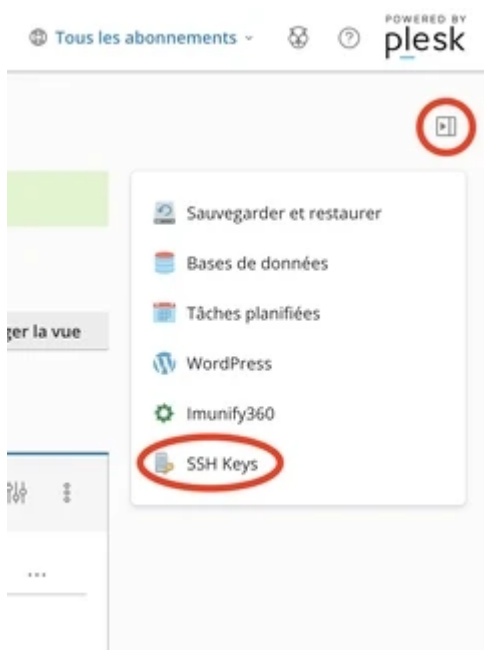 POWERED BY
Tous les abonnements
plesk
Sauvegarder et restaurer
Bases de données
ger la vue
Tâches planifiées
WordPress
Imunify360
SSH Keys